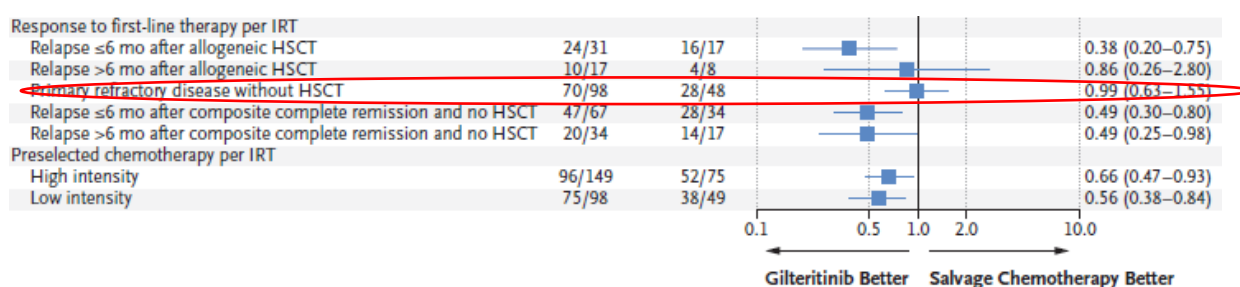 Response to first-line therapy per IRT
Relapse ≤6 mo after allogeneic HSCT 24/31 16/17 0.38 (0.20–0.75)
Relapse >6 mo after allogeneic HSCT 10/17 4/8 0.86 (0.26–2.80)
Primary refractory disease without HSCT 70/98 28/48 0.99 (0.63–1.55)
Relapse ≤6 mo after composite complete remission and no HSCT 47/67 28/34 0.49 (0.30–0.80)
Relapse >6 mo after composite complete remission and no HSCT 20/34 14/17 0.49 (0.25–0.98)
Preselected chemotherapy per IRT
High intensity 96/149 52/75 0.66 (0.47–0.93)
Low intensity 75/98 38/49 0.56 (0.38–0.84)
0.1 0.5 1.0 2.0 10.0
Gilteritinib Better Salvage Chemotherapy Better